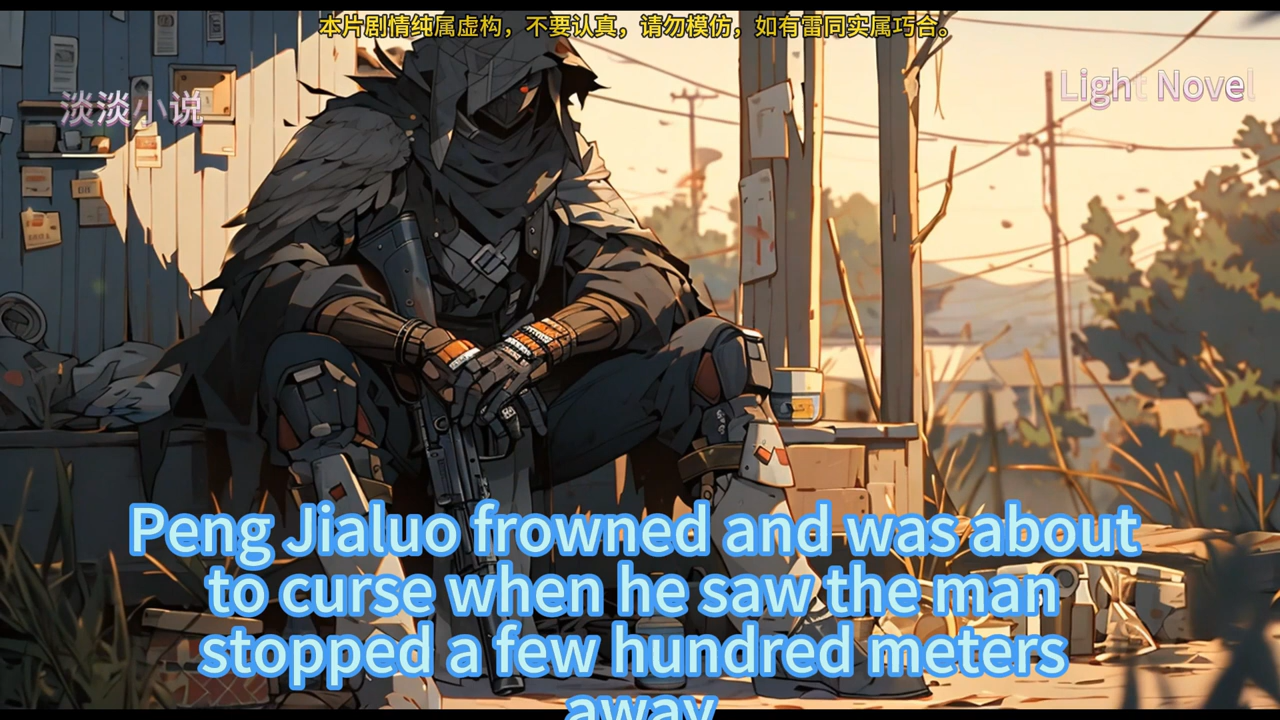 本片剧情纯属虚构，不要认真，请勿模仿，如有雷同实属巧合。
淡淡小说
Light Novel
Peng Jialuo frowned and was about
to curse when he saw the man
stopped a few hundred meters
away